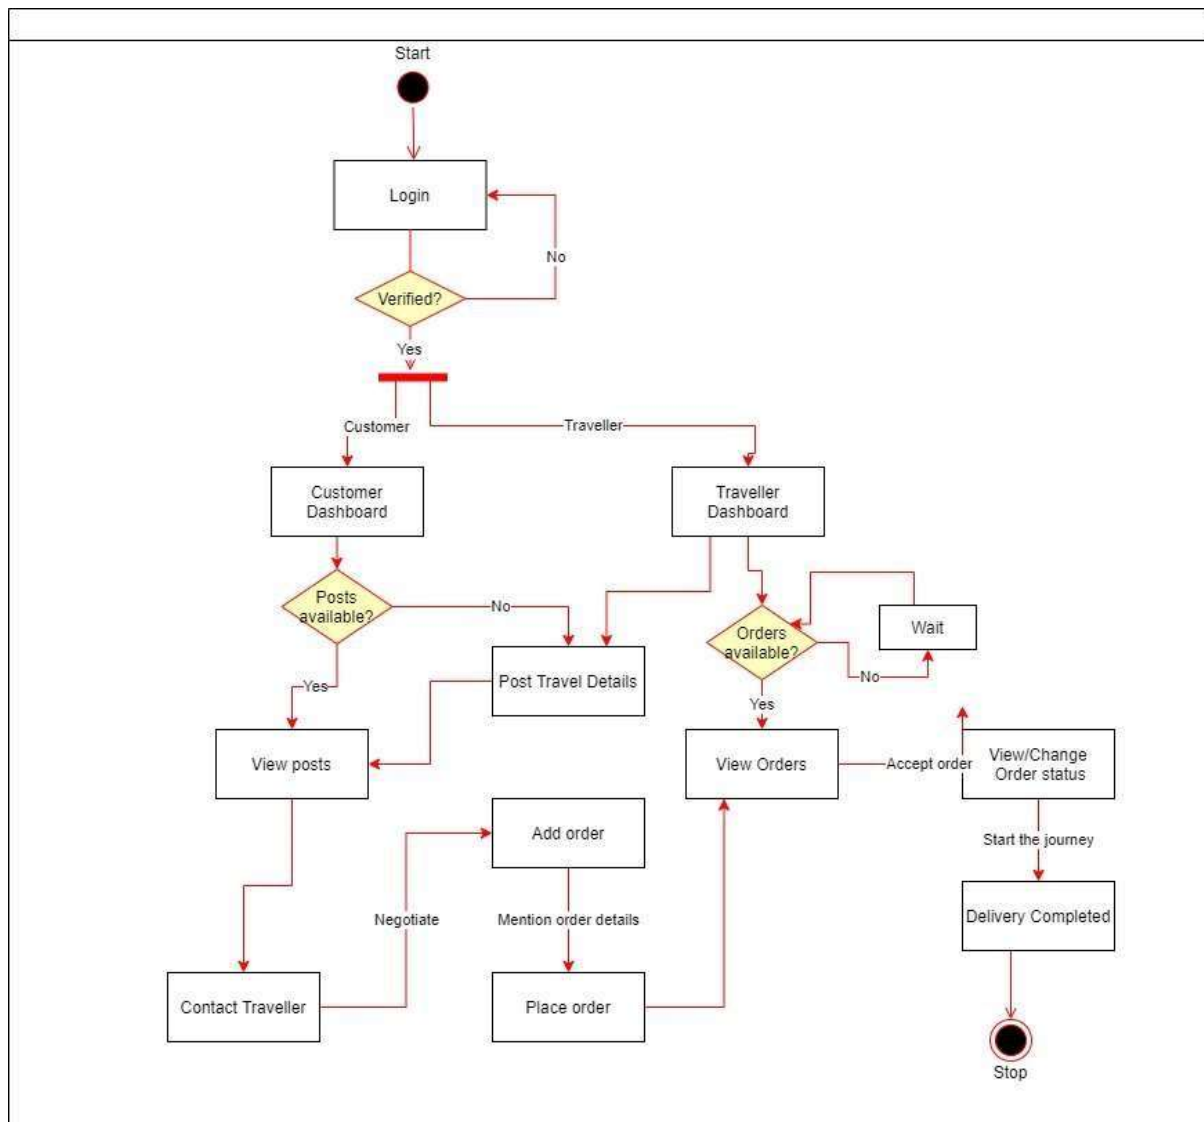 Start
Login
No
Verified?
Yes
Customer
Traveller
Customer
Dashboard
Traveller
Dashboard
Posts
available?
No
Orders
available?
Wait
No
Post Travel Details
Yes
Yes
View posts
View Orders
Accept order
View/Change
Order status
Add order
Start the journey
Negotiate
Mention order details
Delivery Completed
Contact Traveller
Place order
Stop